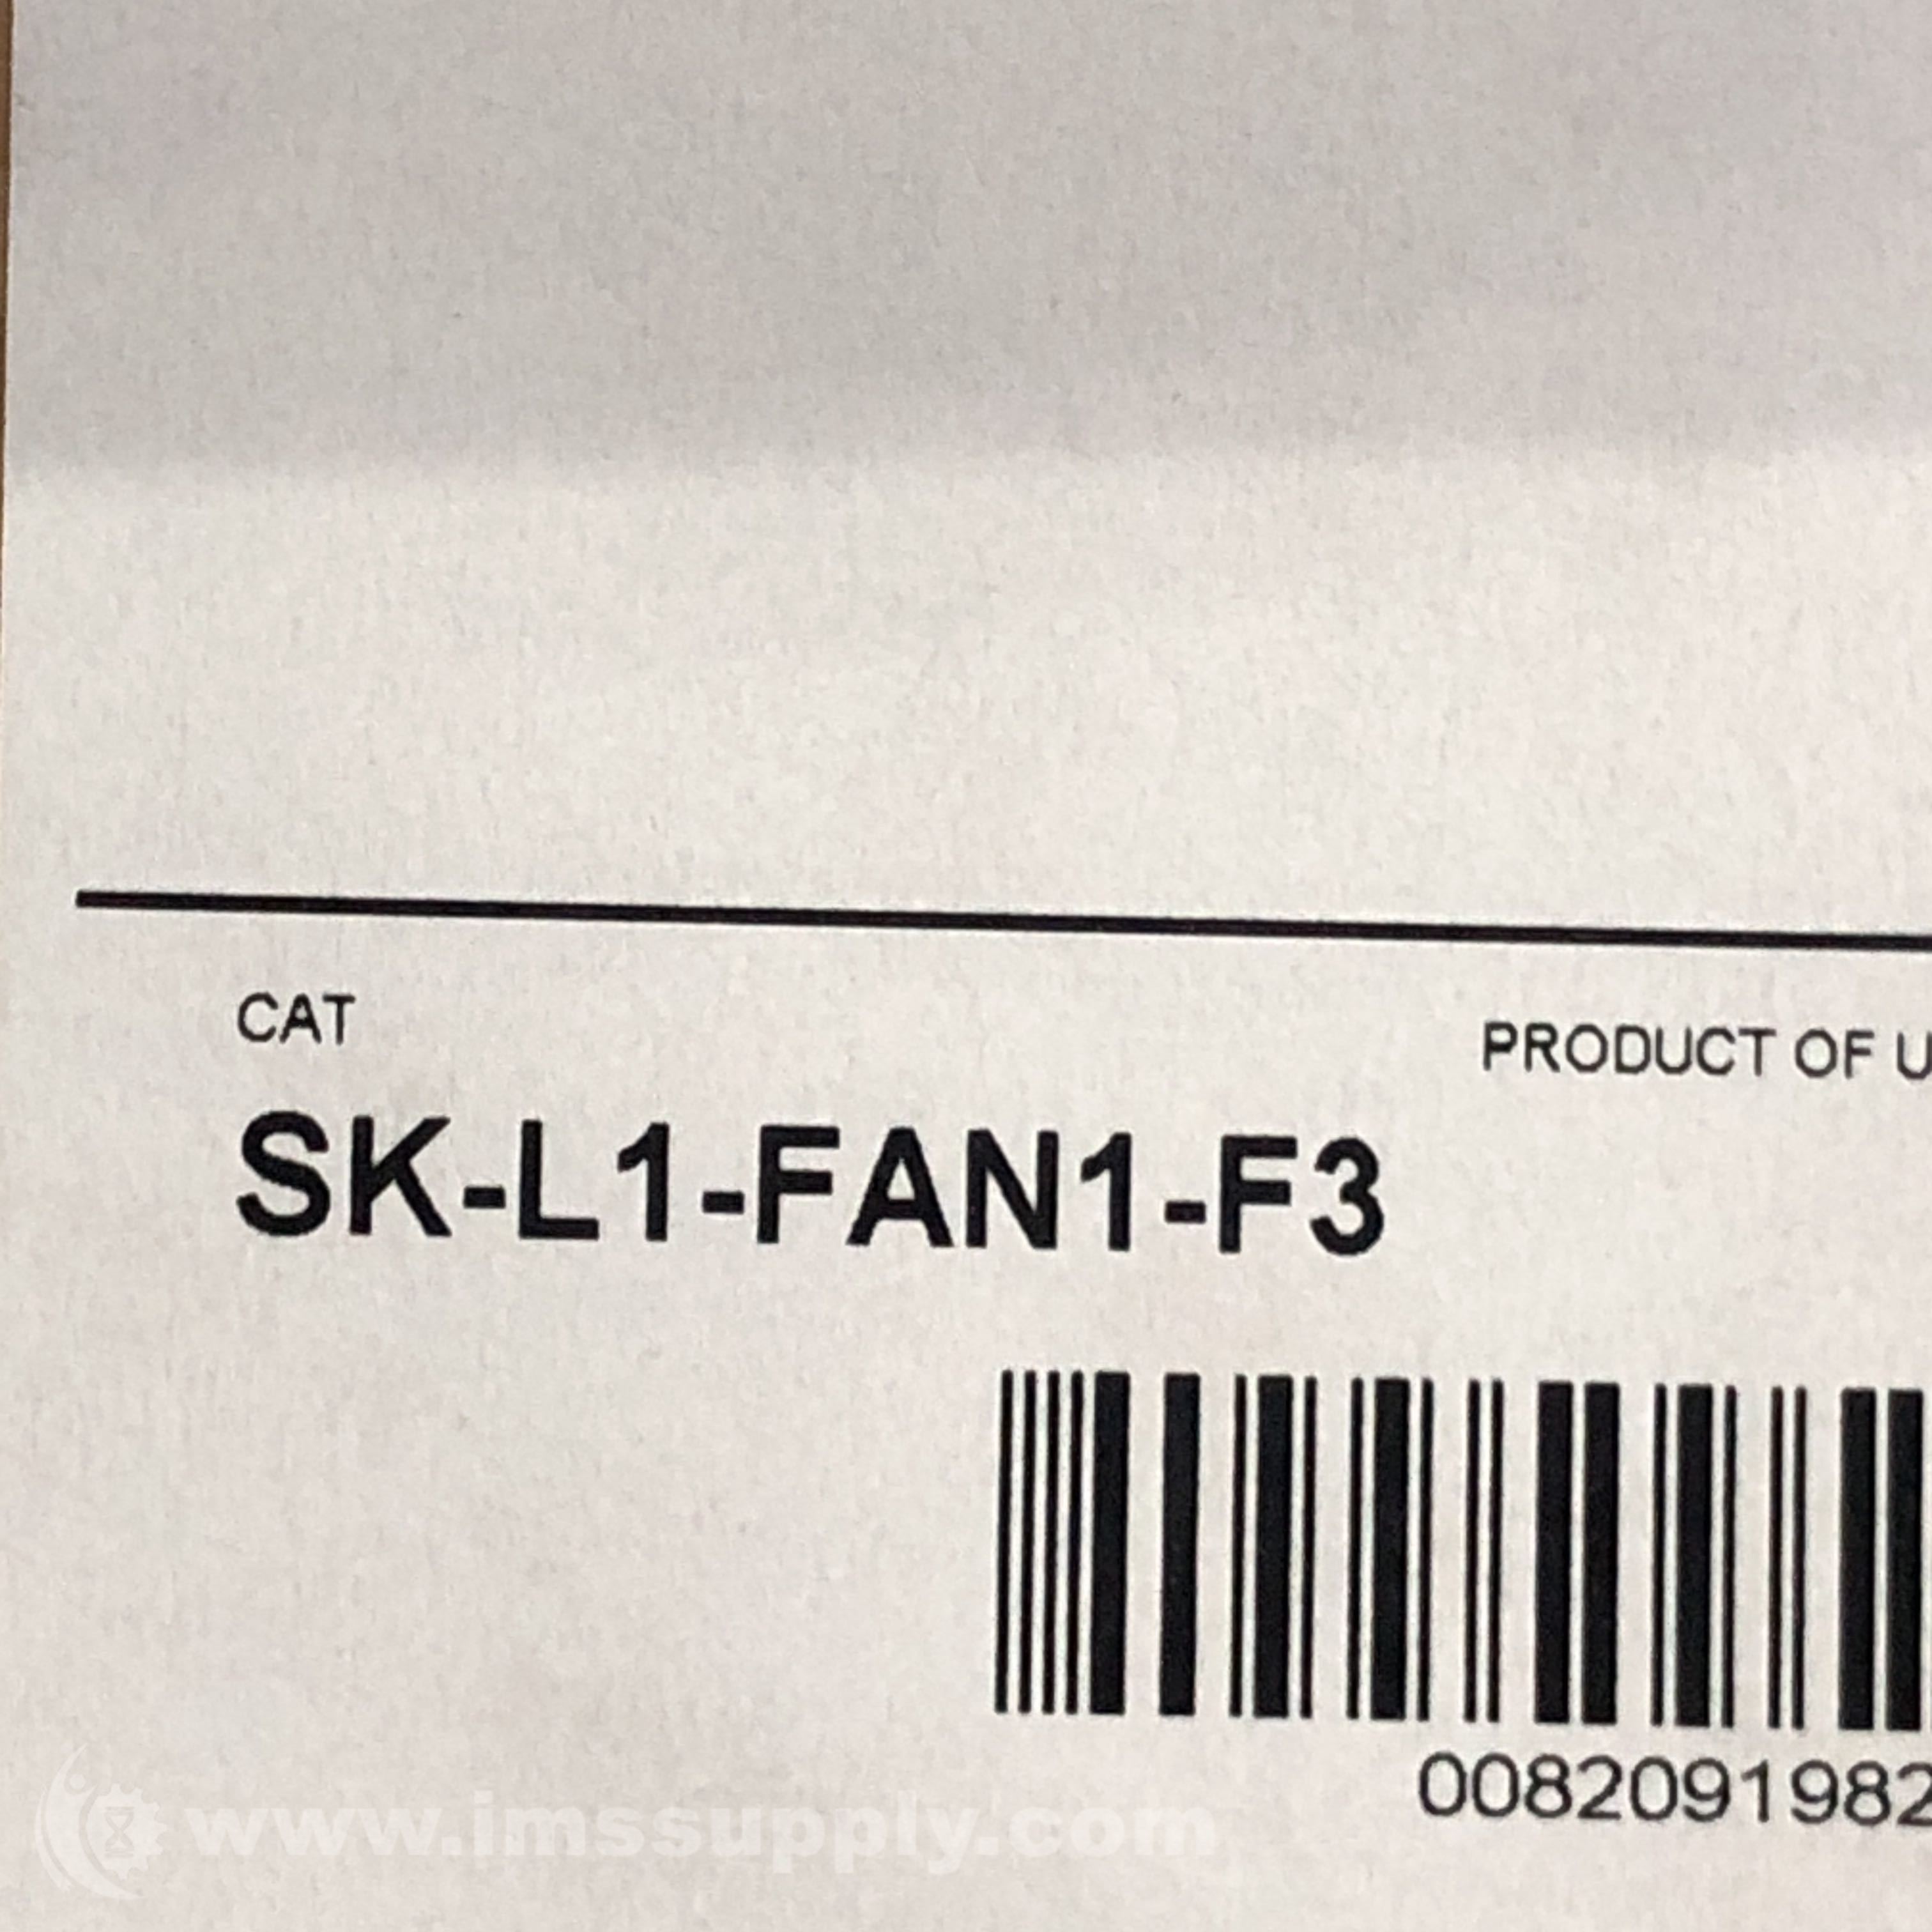 CAT
PRODUCT OF U
SK-L1-FAN1-F3
0082091982
www.imssupply.com